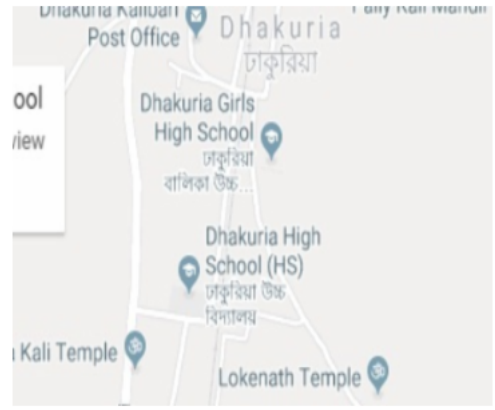 Dhakuria Kalibari
Post Office
Dhakuria
ঢাকুরিয়া
ool
view
Dhakuria Girls
High School
ঢাকুরিয়া
বালিকা উচ্চ...
Dhakuria High
School (HS)
ঢাকুরিয়া উচ্চ
বিদ্যালয়
Kali Temple
Lokenath Temple